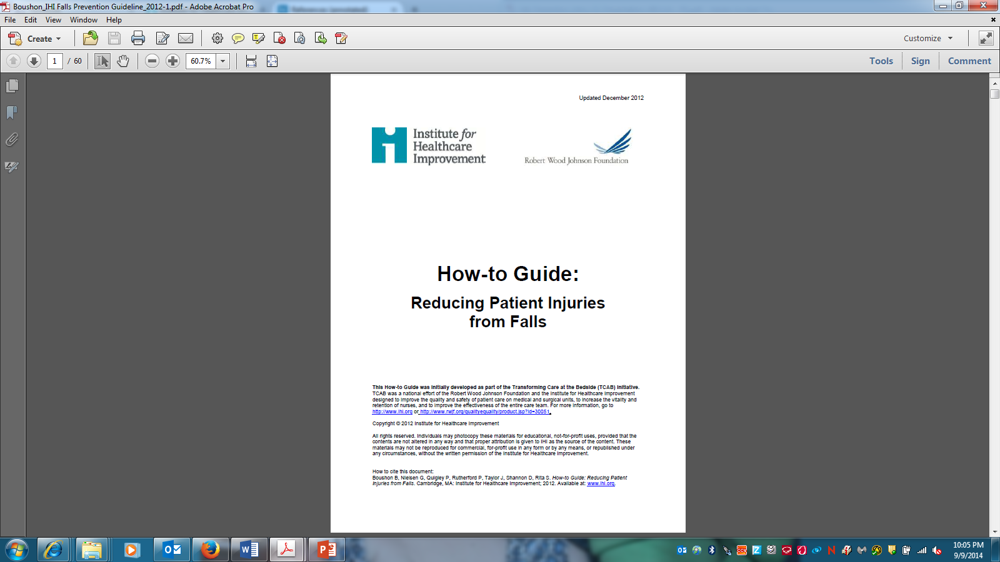 Boushon_IHI Falls Prevention Guideline_2012-1.pdf - Adobe Acrobat Pro
File Edit View Window Help
Create
Customize
1 / 60
60.7%
Tools Sign Comment
Updated December 2012
Institute for
Healthcare
Improvement
Robert Wood Johnson Foundation
How-to Guide:
Reducing Patient Injuries
from Falls
This How-to Guide was initially developed as part of the Transforming Care at the Bedside (TCAB) initiative.
TCAB was a national effort of the Robert Wood Johnson Foundation and the Institute for Healthcare Improvement
designed to improve the quality and safety of patient care on medical and surgical units, to increase the vitality and
retention of nurses, and to improve the effectiveness of the entire care team. For more information, go to
http://www.ihi.org or http://www.rwjf.org/qualityequality/product.jsp?id=30051.
Copyright © 2012 Institute for Healthcare Improvement
All rights reserved. Individuals may photocopy these materials for educational, not-for-profit uses, provided that the
contents are not altered in any way and that proper attribution is given to IHI as the source of the content. These
materials may not be reproduced for commercial, for-profit use in any form or by any means, or republished under
any circumstances, without the written permission of the Institute for Healthcare Improvement.
How to cite this document:
Boushon B, Nielsen G, Quigley P, Rutherford P, Taylor J, Shannon D, Rita S. How-to Guide: Reducing Patient
Injuries from Falls. Cambridge, MA: Institute for Healthcare Improvement; 2012. Available at: www.ihi.org.
10:05 PM
9/9/2014